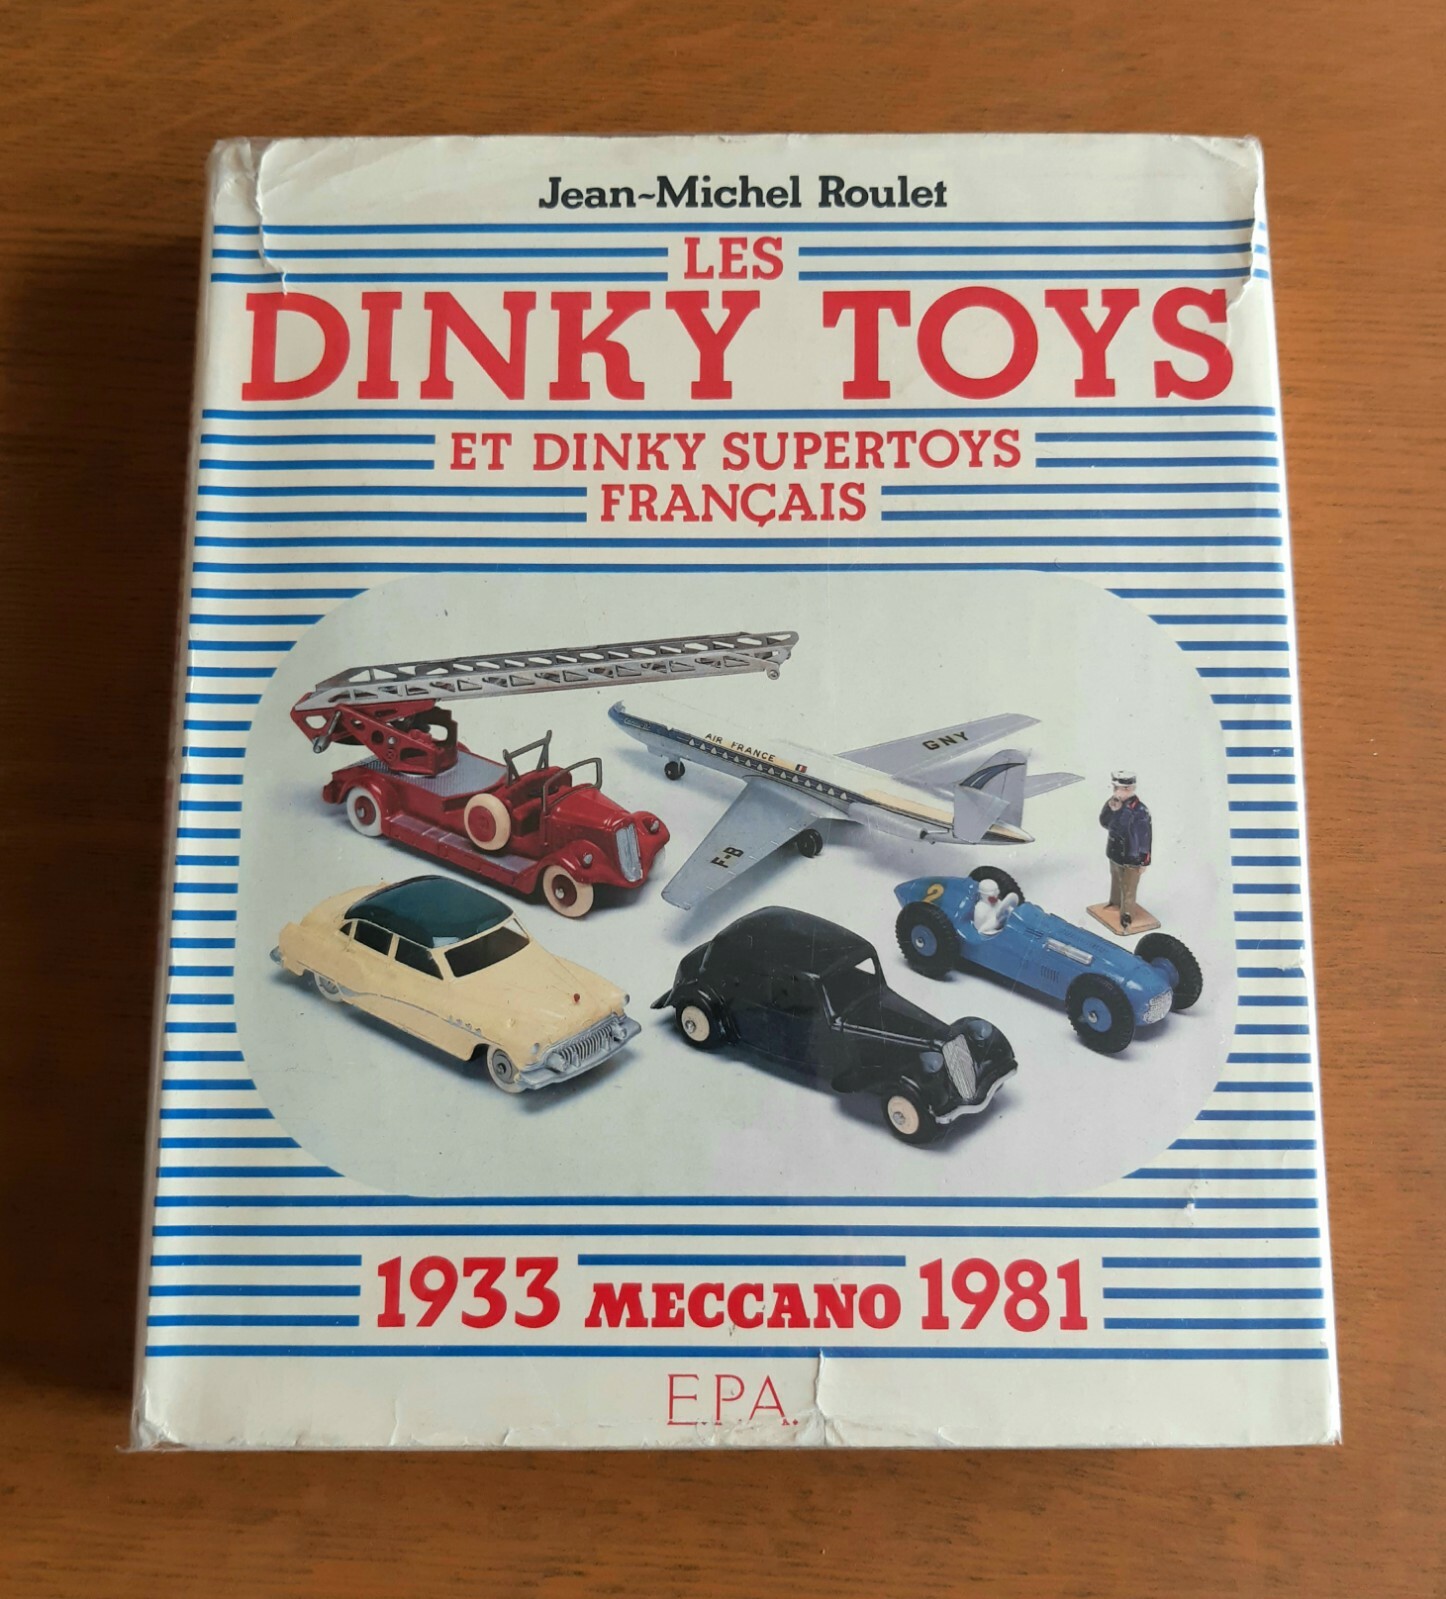 Jean-Michel Roulet
LES
DINKY TOYS
ET DINKY SUPERTOYS
FRANÇAIS
AIR FRANCE
GNY
F-B
2
1933 MECCANO 1981
E.P.A.